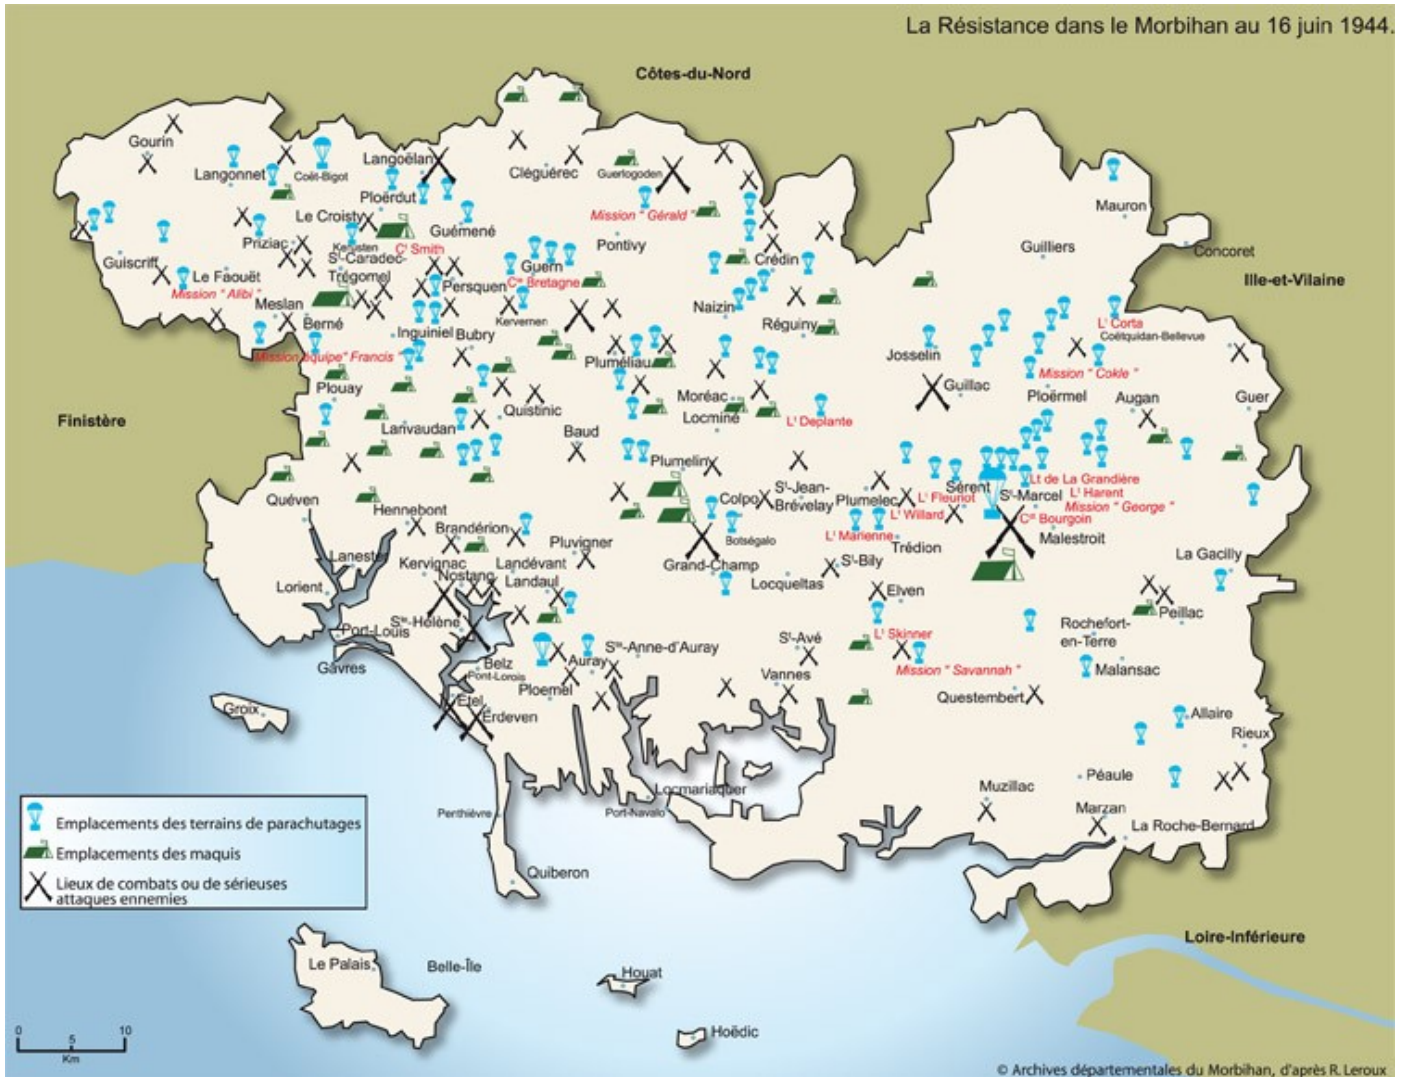 La Résistance dans le Morbihan au 16 juin 1944.
Côtes-du-Nord
Gourin
Langonnet
Coët-Bigot
Langoëlan
Ploërdut
Cléguérec
Guerlogoden
Mission " Gérald "
Mauron
Le Croisty
Guémené
Priziac
Kerusten
Cᵗ Smith
Pontivy
Guilliers
Concoret
Guiscriff
Le Faouët
Sᵗ-Caradec-
Trégomel
Guern
Crédin
Ille-et-Vilaine
Mission " Alibi "
Persquen
Cⁱᵉ Bretagne
Meslan
Berné
Kervernen
Naizin
Réguiny
Lᵗ Corta
Coëtquidan-Bellevue
Inguiniel
Bubry
Mission équipe " Francis "
Pluméliau
Josselin
Mission " Cokle "
Plouay
Guillac
Ploërmel
Augan
Guer
Moréac
Finistère
Lanvaudan
Quistinic
Locminé
Lᵗ Deplante
Baud
Plumelin
Quéven
Hennebont
Colpo
Sᵗ-Jean-
Brévelay
Plumelec
Sérent
Lt de La Grandière
Lᵗ Fleuriot
Sᵗ-Marcel
Lᵗ Harent
Mission " George "
Lᵗ Willard
Cᵈᵗ Bourgoin
Brandérion
Pluvigner
Botségalo
Lᵗ Marienne
Trédion
Malestroit
Lanester
Kervignac
Landévant
Grand-Champ
Sᵗ-Bily
La Gacilly
Lorient
Nostang
Landaul
Locqueltas
Elven
Port-Louis
Sᵗᵉ-Hélène
Peillac
Rochefort-
en-Terre
Gâvres
Belz
Pont-Lorois
Auray
Sᵗᵉ-Anne-d'Auray
Sᵗ-Avé
Lᵗ Skinner
Mission " Savannah "
Malansac
Ploemel
Vannes
Questembert
Groix
Etel
Erdeven
Allaire
Rieux
Penthièvre
Locmariaquer
Port-Navalo
Muzillac
Péaule
Marzan
La Roche-Bernard
Emplacements des terrains de parachutages
Emplacements des maquis
Lieux de combats ou de sérieuses
attaques ennemies
Quiberon
Loire-Inférieure
Le Palais
Belle-Île
Houat
Hoëdic
0 5 10
Km
© Archives départementales du Morbihan, d'après R. Leroux